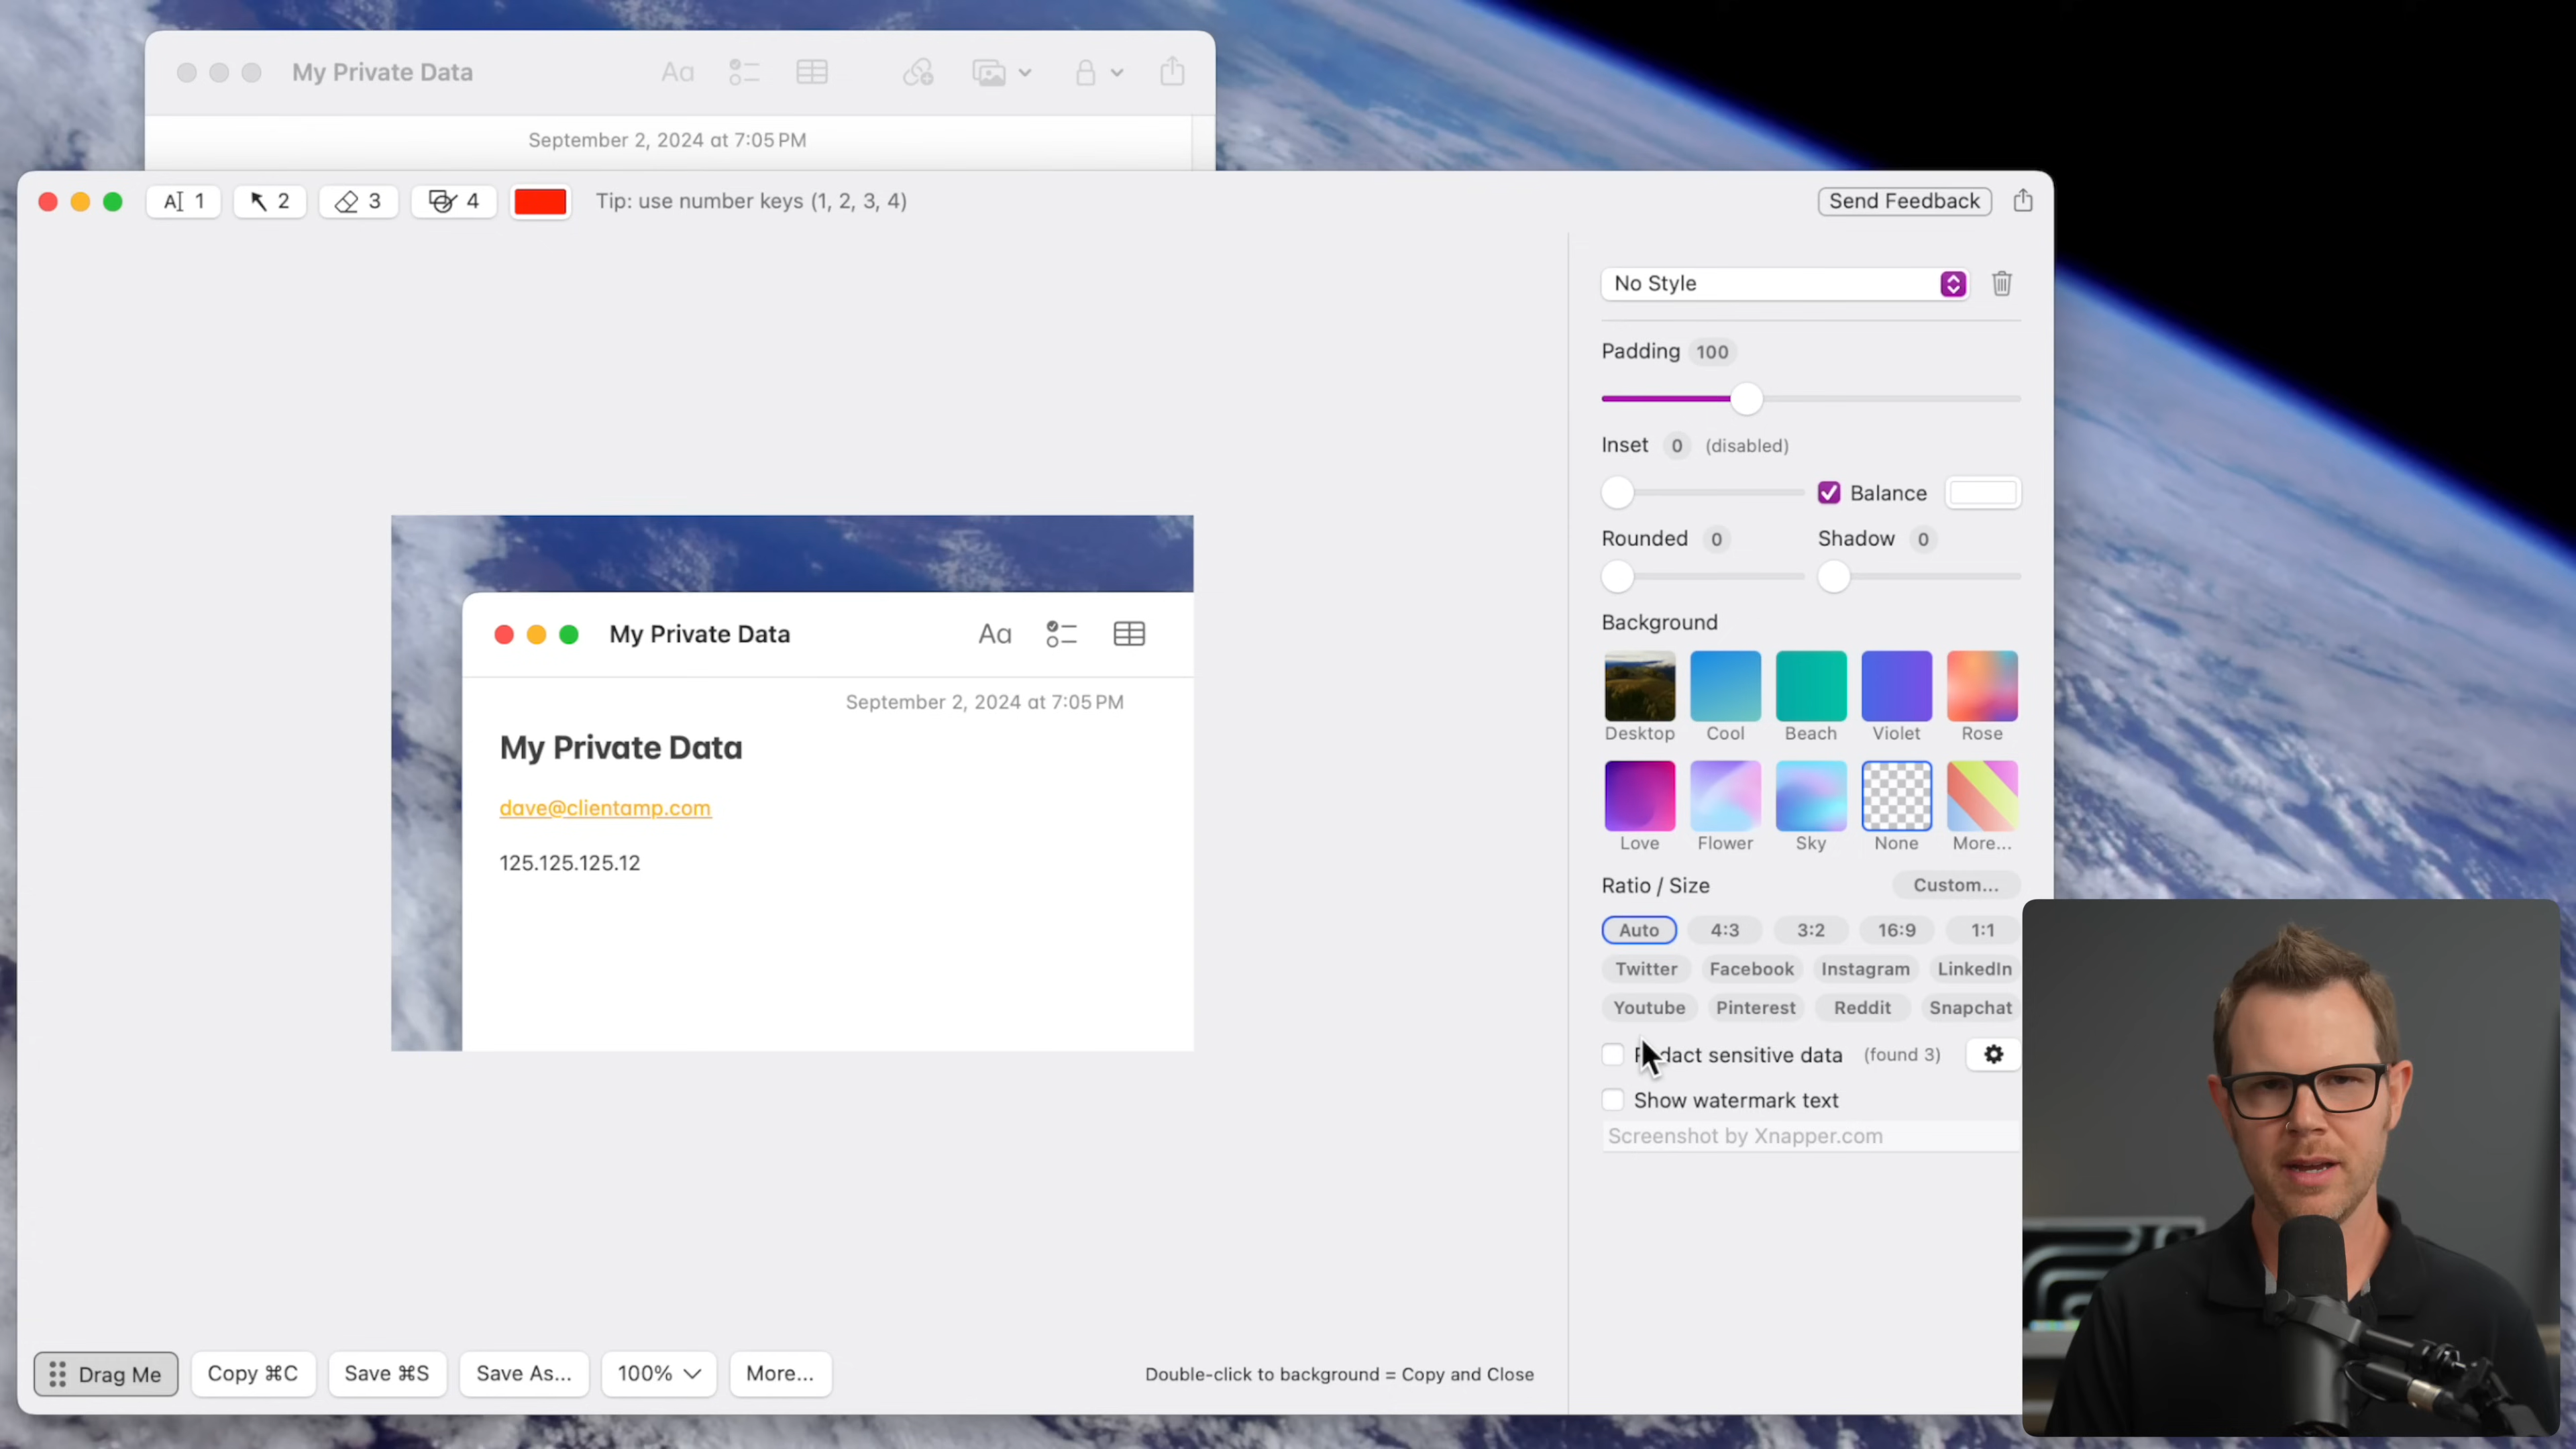 My Private Data
Aa
September 2, 2024 at 7:05 PM
1
2
3
4
Tip: use number keys (1, 2, 3, 4)
Send Feedback
No Style
Padding 100
Inset 0 (disabled)
Balance
Rounded 0
Shadow 0
Background
Desktop Cool Beach Violet Rose
Love Flower Sky None More...
Ratio / Size Custom...
Auto 4:3 3:2 16:9 1:1
Twitter Facebook Instagram LinkedIn
Youtube Pinterest Reddit Snapchat
sensitive data (found 3)
Show watermark text
Screenshot by Xnapper.com
My Private Data
Aa
September 2, 2024 at 7:05 PM
My Private Data
dave@clientamp.com
125.125.125.12
Drag Me Copy ⌘C Save ⌘S Save As... 100% More...
Double-click to background = Copy and Close